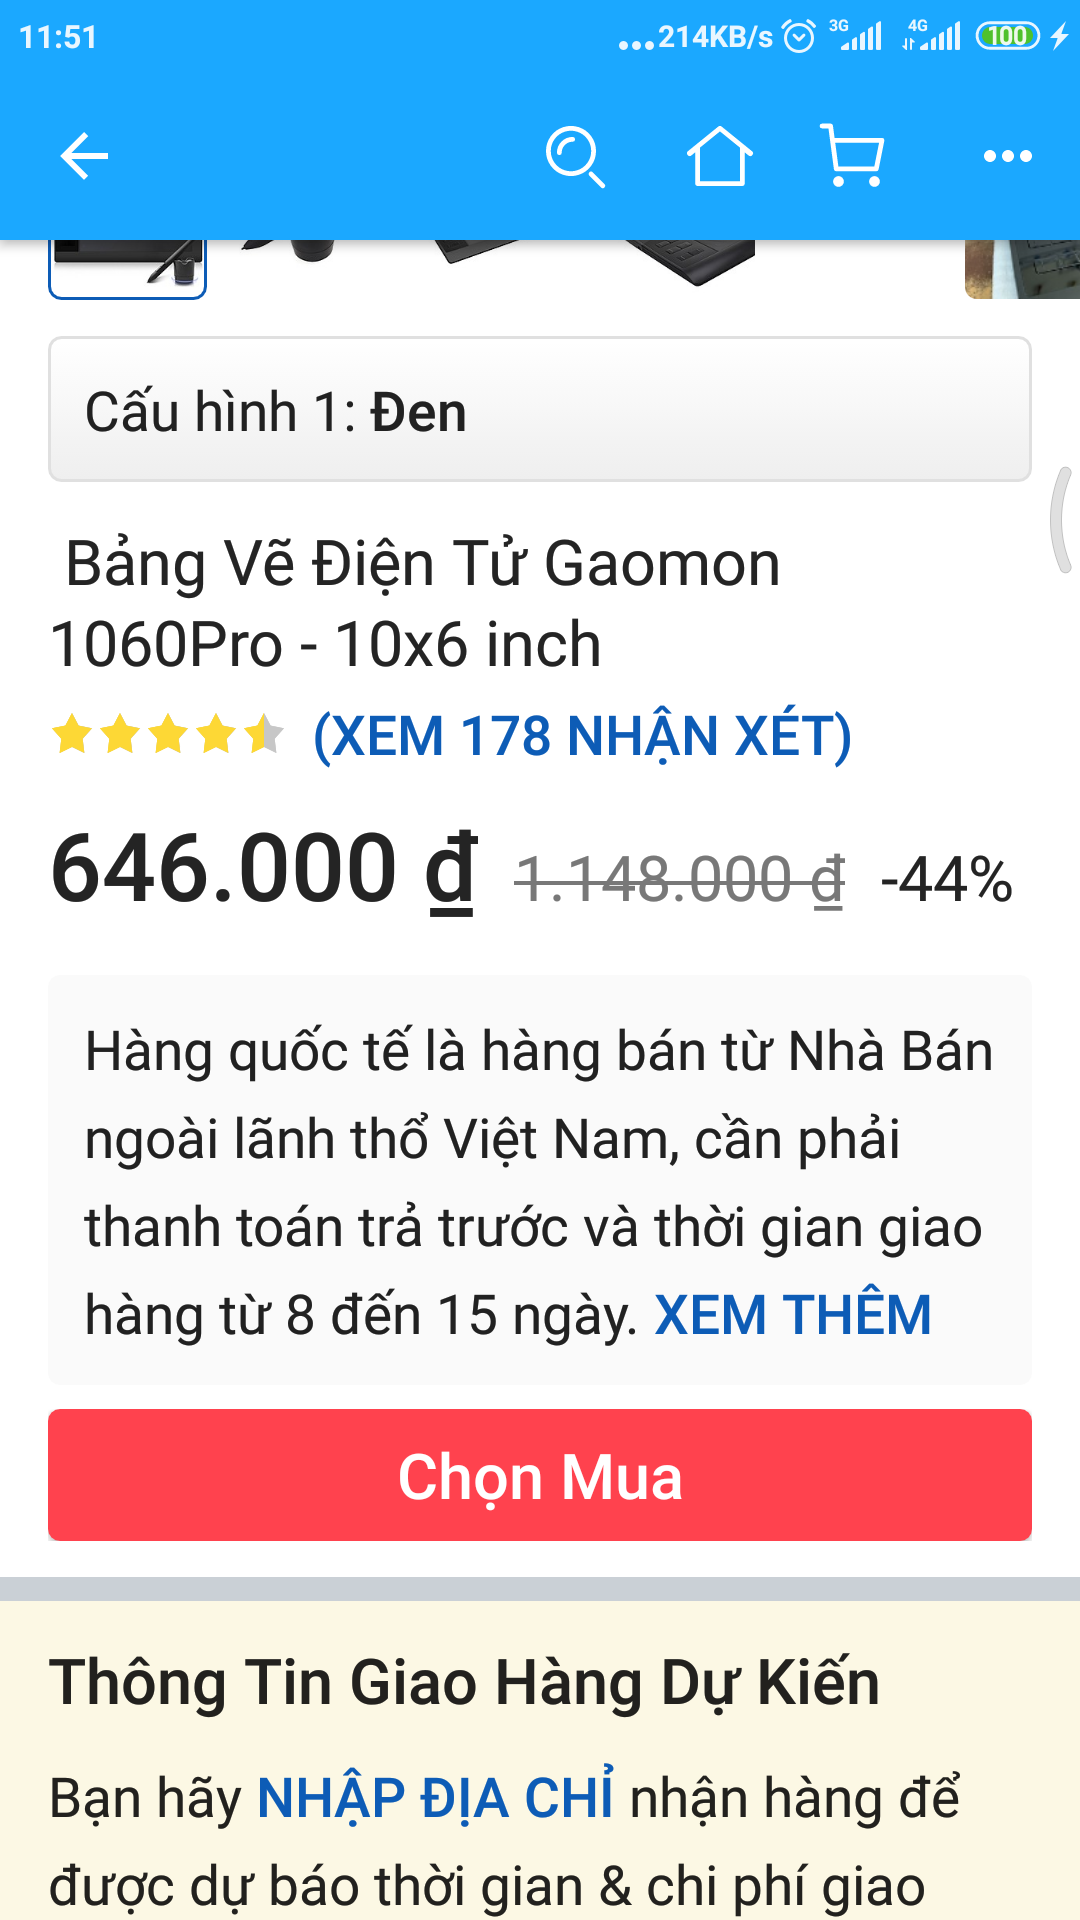 11:51
...214KB/s 3G 4G 100
Cấu hình 1: Đen
Bảng Vẽ Điện Tử Gaomon
1060Pro - 10x6 inch
(XEM 178 NHẬN XÉT)
646.000 ₫ 1.148.000 ₫ -44%
Hàng quốc tế là hàng bán từ Nhà Bán
ngoài lãnh thổ Việt Nam, cần phải
thanh toán trả trước và thời gian giao
hàng từ 8 đến 15 ngày. XEM THÊM
Chọn Mua
Thông Tin Giao Hàng Dự Kiến
Bạn hãy NHẬP ĐỊA CHỈ nhận hàng để
được dự báo thời gian & chi phí giao